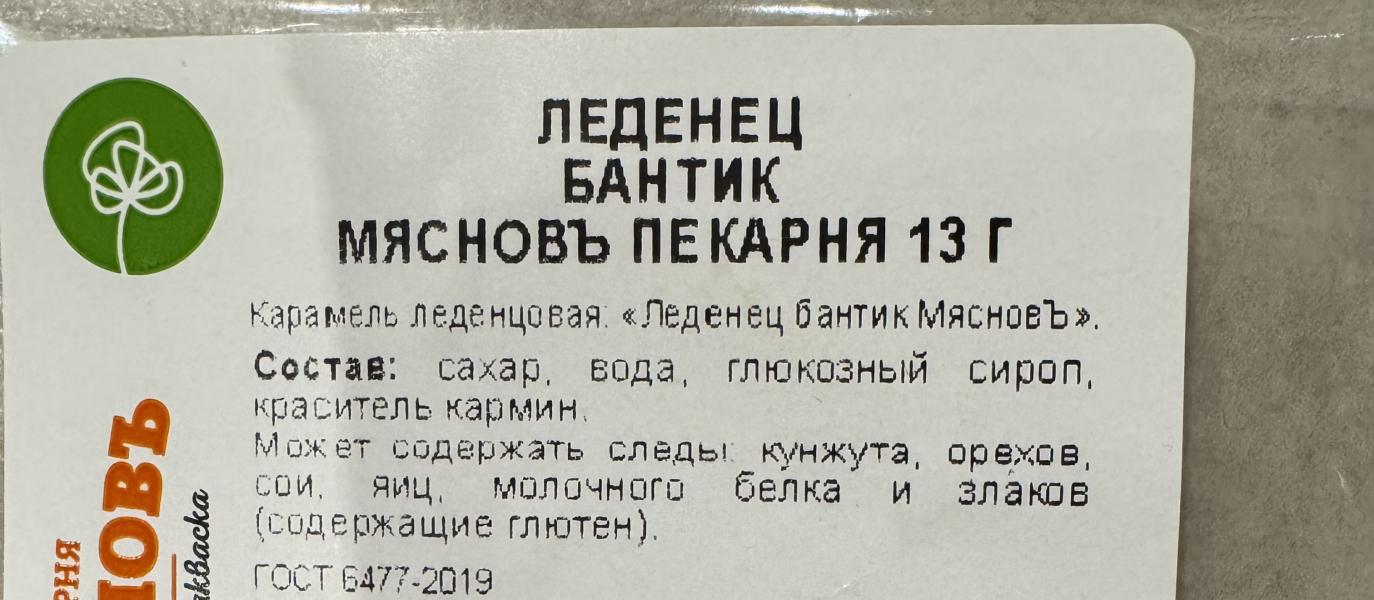 ЛЕДЕНЕЦ
БАНТИК
МЯСНОВЪ ПЕКАРНЯ 13 Г
Карамель леденцовая: «Леденец бантик МясновЪ».
Состав: сахар, вода, глюкозный сироп,
краситель кармин.
Может содержать следы: кунжута, орехов,
сои, яиц, молочного белка и злаков
(содержащие глютен).
ГОСТ 6477-2019